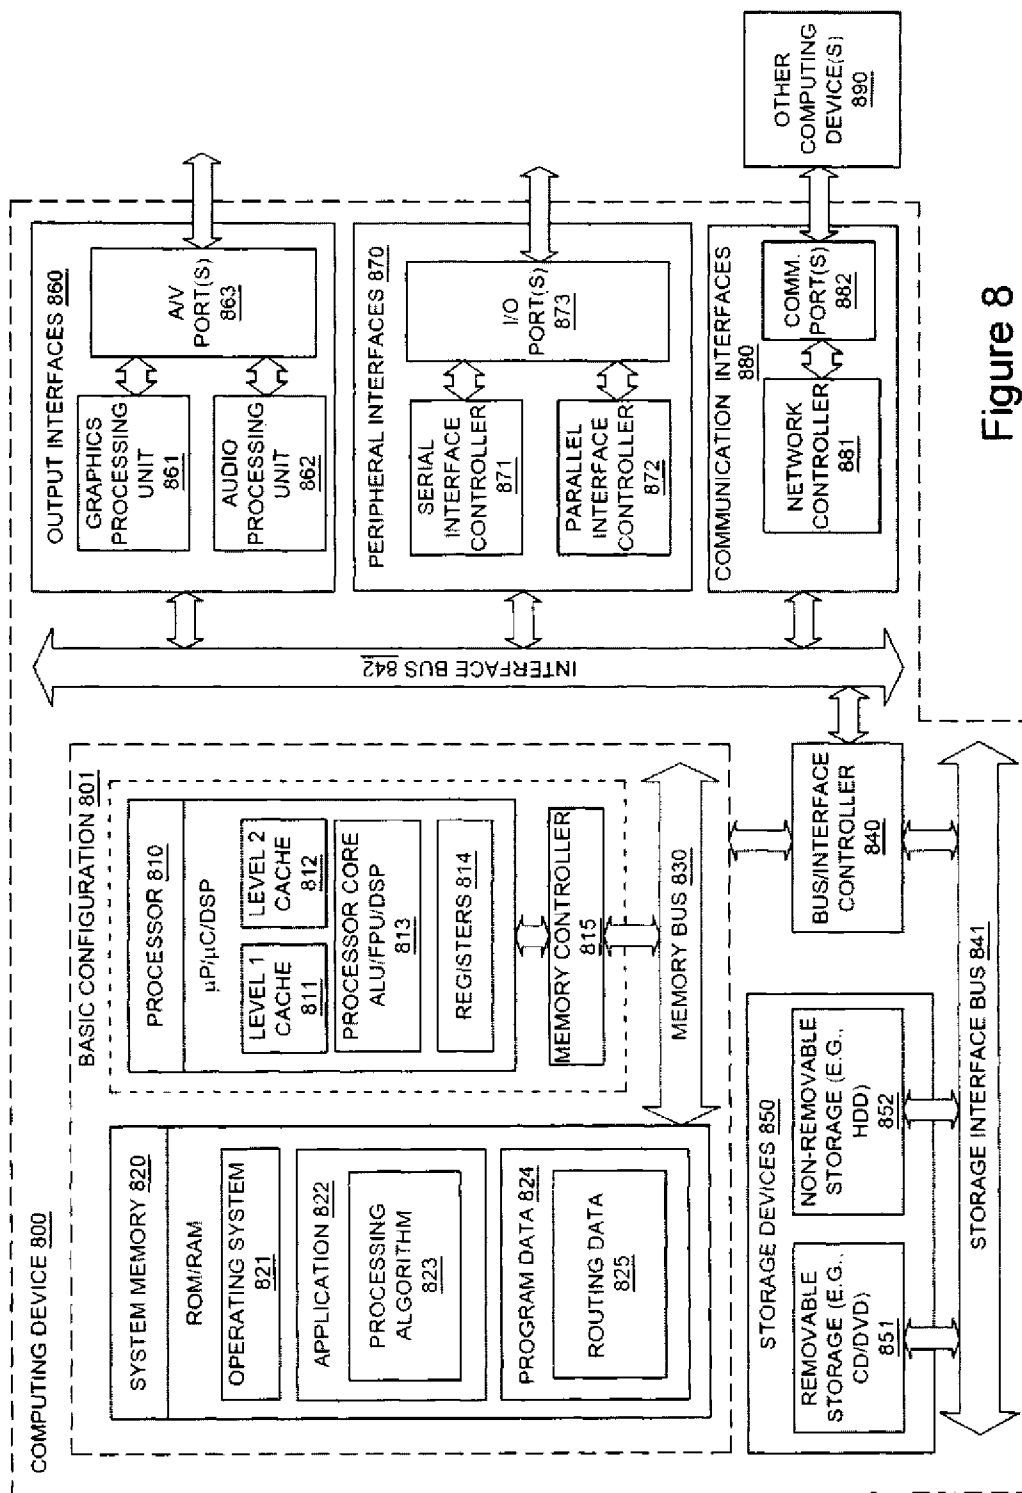 COMPUTING DEVICE 800
BASIC CONFIGURATION 801
SYSTEM MEMORY 820
ROM/RAM
OPERATING SYSTEM
821
APPLICATION 822
PROCESSING
ALGORITHM
823
PROGRAM DATA 824
ROUTING DATA
825
PROCESSOR 810
µP/µC/DSP
LEVEL 1
CACHE
811
LEVEL 2
CACHE
812
PROCESSOR CORE
ALU/FPU/DSP
813
REGISTERS 814
MEMORY CONTROLLER
815
MEMORY BUS 830
BUS/INTERFACE
CONTROLLER
840
STORAGE DEVICES 850
REMOVABLE
STORAGE (E.G.,
CD/DVD)
851
NON-REMOVABLE
STORAGE (E.G.,
HDD)
852
STORAGE INTERFACE BUS 841
INTERFACE BUS 842
OUTPUT INTERFACES 860
GRAPHICS
PROCESSING
UNIT
861
AUDIO
PROCESSING
UNIT
862
A/V
PORT(S)
863
PERIPHERAL INTERFACES 870
SERIAL
INTERFACE
CONTROLLER
871
PARALLEL
INTERFACE
CONTROLLER
872
I/O
PORT(S)
873
COMMUNICATION INTERFACES
880
NETWORK
CONTROLLER
881
COMM.
PORT(S)
882
OTHER
COMPUTING
DEVICE(S)
890
Figure 8